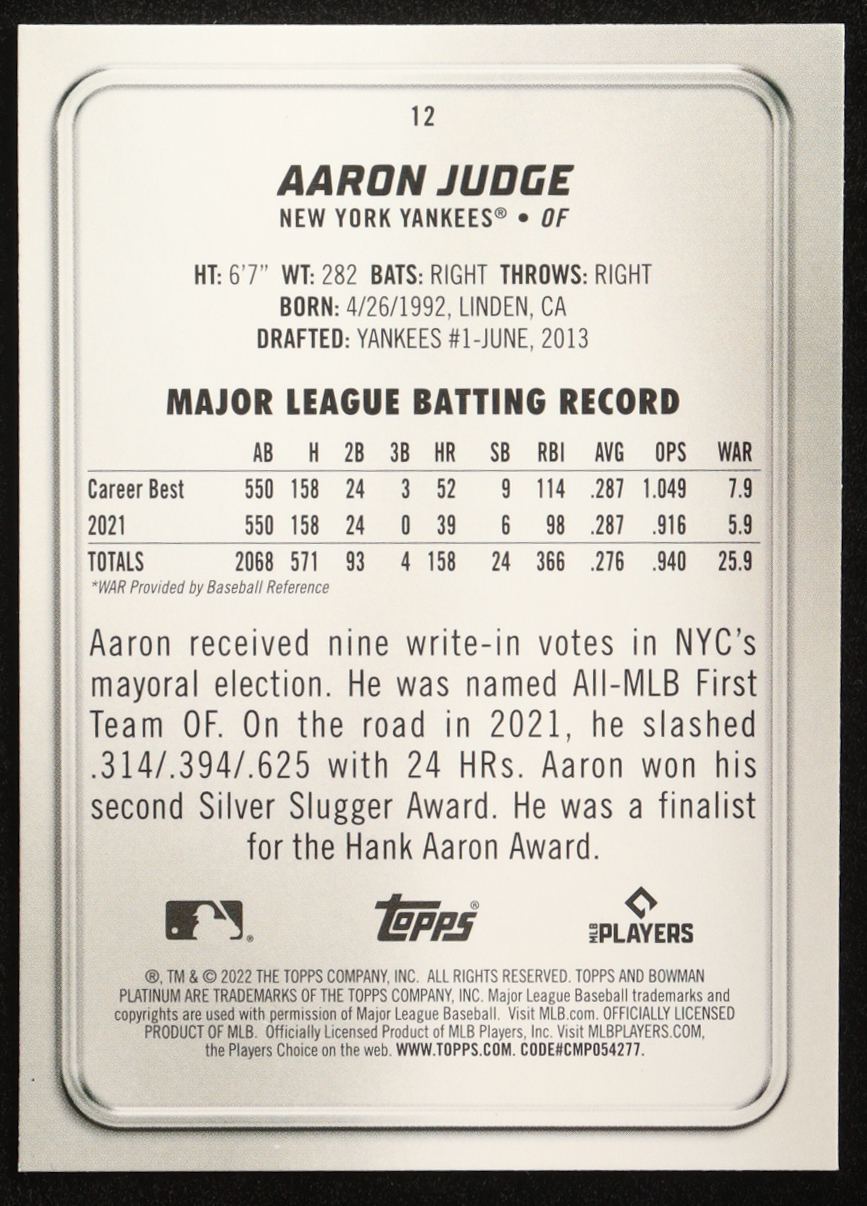 12
AARON JUDGE
NEW YORK YANKEES® • OF
HT: 6'7" WT: 282 BATS: RIGHT THROWS: RIGHT
BORN: 4/26/1992, LINDEN, CA
DRAFTED: YANKEES #1-JUNE, 2013
MAJOR LEAGUE BATTING RECORD
AB H 2B 3B HR SB RBI AVG OPS WAR
Career Best 550 158 24 3 52 9 114 .287 1.049 7.9
2021 550 158 24 0 39 6 98 .287 .916 5.9
TOTALS 2068 571 93 4 158 24 366 .276 .940 25.9
*WAR Provided by Baseball Reference
Aaron received nine write-in votes in NYC's
mayoral election. He was named All-MLB First
Team OF. On the road in 2021, he slashed
.314/.394/.625 with 24 HRs. Aaron won his
second Silver Slugger Award. He was a finalist
for the Hank Aaron Award.
® Topps® MLB PLAYERS
®, TM & © 2022 THE TOPPS COMPANY, INC. ALL RIGHTS RESERVED. TOPPS AND BOWMAN
PLATINUM ARE TRADEMARKS OF THE TOPPS COMPANY, INC. Major League Baseball trademarks and
copyrights are used with permission of Major League Baseball. Visit MLB.com. OFFICIALLY LICENSED
PRODUCT OF MLB. Officially Licensed Product of MLB Players, Inc. Visit MLBPLAYERS.COM,
the Players Choice on the web. WWW.TOPPS.COM. CODE#CMP054277.